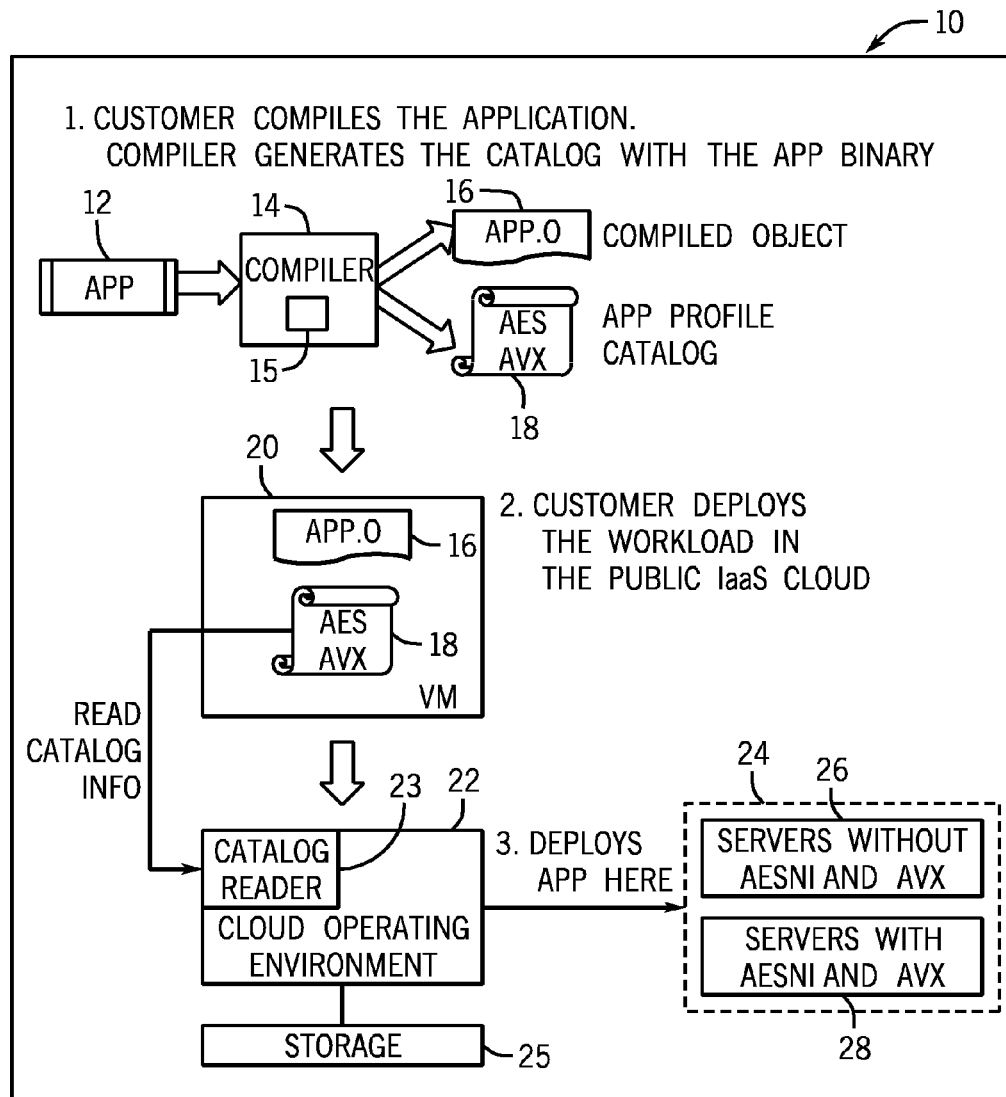 10
1. CUSTOMER COMPILES THE APPLICATION.
COMPILER GENERATES THE CATALOG WITH THE APP BINARY
12
14
16
APP
COMPILER
15
APP.O
COMPILED OBJECT
AES
AVX
APP PROFILE
CATALOG
18
20
APP.O
16
AES
AVX
18
VM
2. CUSTOMER DEPLOYS
THE WORKLOAD IN
THE PUBLIC IaaS CLOUD
READ
CATALOG
INFO
23
22
CATALOG
READER
CLOUD OPERATING
ENVIRONMENT
3. DEPLOYS
APP HERE
24
26
SERVERS WITHOUT
AESNI AND AVX
SERVERS WITH
AESNI AND AVX
28
STORAGE
25